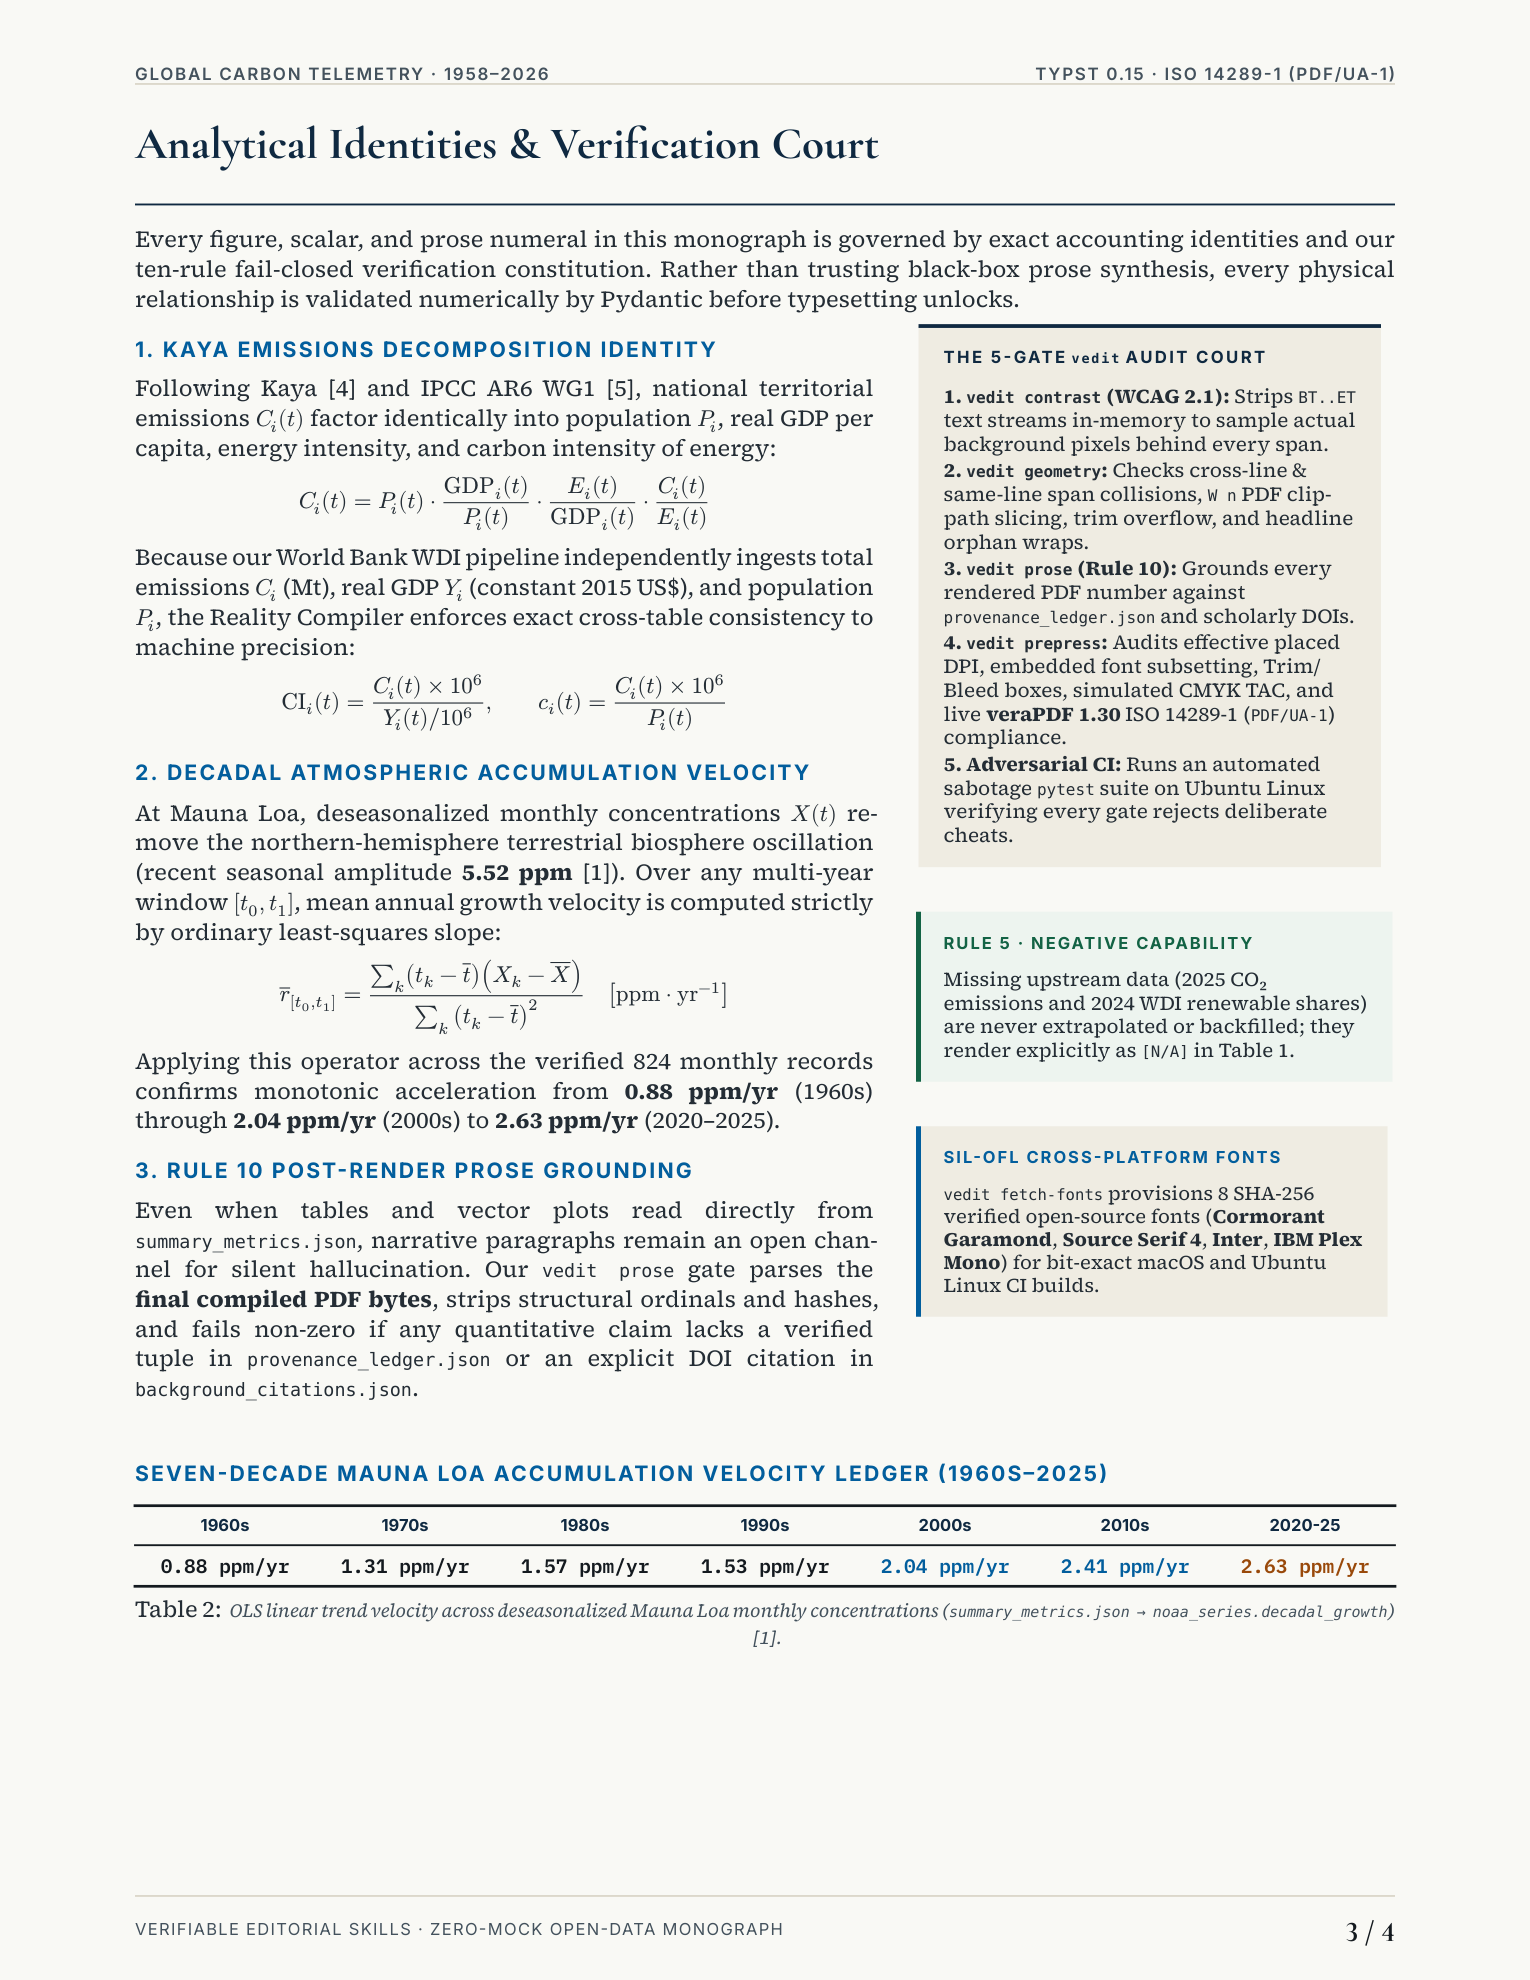 GLOBAL CARBON TELEMETRY · 1958–2026
TYPST 0.15 · ISO 14289-1 (PDF/UA-1)
Analytical Identities & Verification Court
Every figure, scalar, and prose numeral in this monograph is governed by exact accounting identities and our
ten-rule fail-closed verification constitution. Rather than trusting black-box prose synthesis, every physical
relationship is validated numerically by Pydantic before typesetting unlocks.
1. KAYA EMISSIONS DECOMPOSITION IDENTITY
Following Kaya [4] and IPCC AR6 WG1 [5], national territorial
emissions C_i(t) factor identically into population P_i, real GDP per
capita, energy intensity, and carbon intensity of energy:
C_i(t) = P_i(t) · GDP_i(t)/P_i(t) · E_i(t)/GDP_i(t) · C_i(t)/E_i(t)
Because our World Bank WDI pipeline independently ingests total
emissions C_i (Mt), real GDP Y_i (constant 2015 US$), and population
P_i, the Reality Compiler enforces exact cross-table consistency to
machine precision:
CI_i(t) = (C_i(t) × 10⁶)/(Y_i(t)/10⁶), c_i(t) = (C_i(t) × 10⁶)/P_i(t)
2. DECADAL ATMOSPHERIC ACCUMULATION VELOCITY
At Mauna Loa, deseasonalized monthly concentrations X(t) re-
move the northern-hemisphere terrestrial biosphere oscillation
(recent seasonal amplitude 5.52 ppm [1]). Over any multi-year
window [t₀, t₁], mean annual growth velocity is computed strictly
by ordinary least-squares slope:
r̅_[t₀,t₁] = ∑_k(t_k − t̅)(X_k − X̅) / ∑_k (t_k − t̅)² [ppm · yr⁻¹]
Applying this operator across the verified 824 monthly records
confirms monotonic acceleration from 0.88 ppm/yr (1960s)
through 2.04 ppm/yr (2000s) to 2.63 ppm/yr (2020–2025).
3. RULE 10 POST-RENDER PROSE GROUNDING
Even when tables and vector plots read directly from
summary_metrics.json, narrative paragraphs remain an open chan-
nel for silent hallucination. Our vedit prose gate parses the
final compiled PDF bytes, strips structural ordinals and hashes,
and fails non-zero if any quantitative claim lacks a verified
tuple in provenance_ledger.json or an explicit DOI citation in
background_citations.json.
THE 5-GATE vedit AUDIT COURT
1. vedit contrast (WCAG 2.1): Strips BT..ET
text streams in-memory to sample actual
background pixels behind every span.
2. vedit geometry: Checks cross-line &
same-line span collisions, W n PDF clip-
path slicing, trim overflow, and headline
orphan wraps.
3. vedit prose (Rule 10): Grounds every
rendered PDF number against
provenance_ledger.json and scholarly DOIs.
4. vedit prepress: Audits effective placed
DPI, embedded font subsetting, Trim/
Bleed boxes, simulated CMYK TAC, and
live veraPDF 1.30 ISO 14289-1 (PDF/UA-1)
compliance.
5. Adversarial CI: Runs an automated
sabotage pytest suite on Ubuntu Linux
verifying every gate rejects deliberate
cheats.
RULE 5 · NEGATIVE CAPABILITY
Missing upstream data (2025 CO₂
emissions and 2024 WDI renewable shares)
are never extrapolated or backfilled; they
render explicitly as [N/A] in Table 1.
SIL-OFL CROSS-PLATFORM FONTS
vedit fetch-fonts provisions 8 SHA-256
verified open-source fonts (Cormorant
Garamond, Source Serif 4, Inter, IBM Plex
Mono) for bit-exact macOS and Ubuntu
Linux CI builds.
SEVEN-DECADE MAUNA LOA ACCUMULATION VELOCITY LEDGER (1960S–2025)
1960s 1970s 1980s 1990s 2000s 2010s 2020-25
0.88 ppm/yr 1.31 ppm/yr 1.57 ppm/yr 1.53 ppm/yr 2.04 ppm/yr 2.41 ppm/yr 2.63 ppm/yr
Table 2: OLS linear trend velocity across deseasonalized Mauna Loa monthly concentrations (summary_metrics.json → noaa_series.decadal_growth)
[1].
VERIFIABLE EDITORIAL SKILLS · ZERO-MOCK OPEN-DATA MONOGRAPH
3 / 4